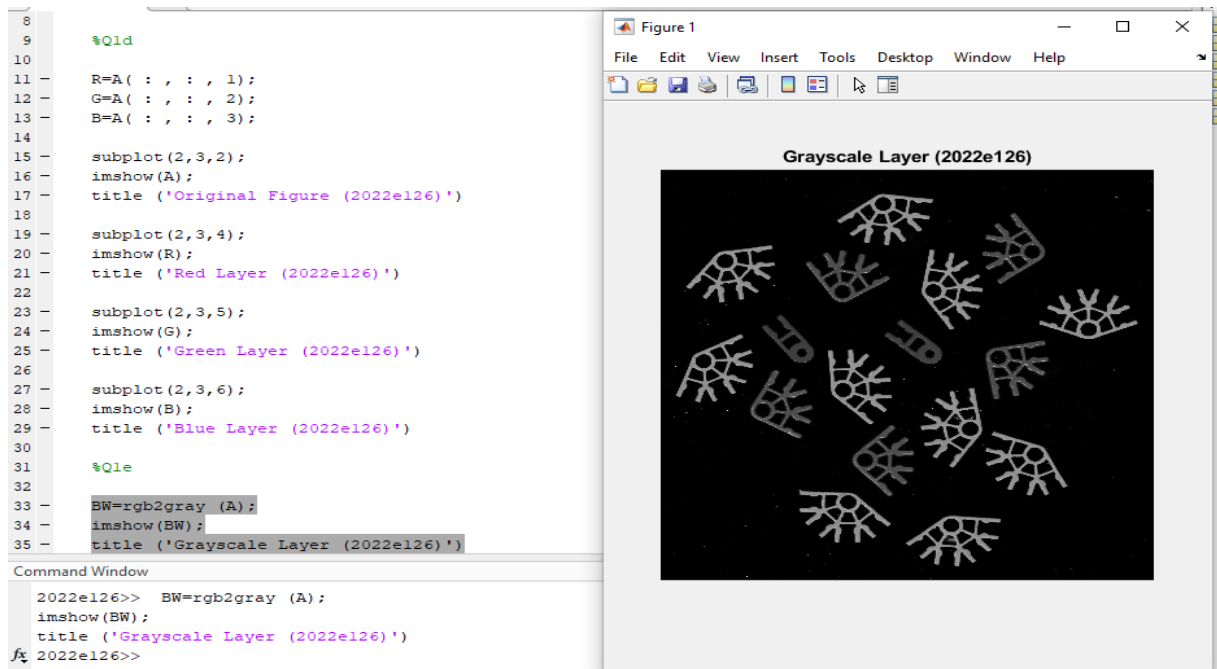 8
9 %Q1d
10
11 – R=A( : , : , 1);
12 – G=A( : , : , 2);
13 – B=A( : , : , 3);
14
15 – subplot(2,3,2);
16 – imshow(A);
17 – title ('Original Figure (2022e126)')
18
19 – subplot(2,3,4);
20 – imshow(R);
21 – title ('Red Layer (2022e126)')
22
23 – subplot(2,3,5);
24 – imshow(G);
25 – title ('Green Layer (2022e126)')
26
27 – subplot(2,3,6);
28 – imshow(B);
29 – title ('Blue Layer (2022e126)')
30
31 %Q1e
32
33 – BW=rgb2gray (A);
34 – imshow(BW);
35 – title ('Grayscale Layer (2022e126)')
Command Window
2022e126>> BW=rgb2gray (A);
imshow(BW);
title ('Grayscale Layer (2022e126)')
fx 2022e126>>
Figure 1
File Edit View Insert Tools Desktop Window Help
Grayscale Layer (2022e126)